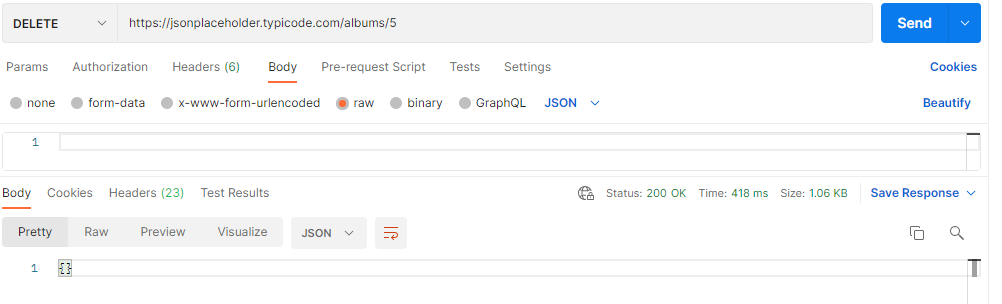 DELETE https://jsonplaceholder.typicode.com/albums/5 Send
Params Authorization Headers (6) Body Pre-request Script Tests Settings Cookies
none form-data x-www-form-urlencoded raw binary GraphQL JSON Beautify
1
Body Cookies Headers (23) Test Results Status: 200 OK Time: 418 ms Size: 1.06 KB Save Response
Pretty Raw Preview Visualize JSON
1 {}